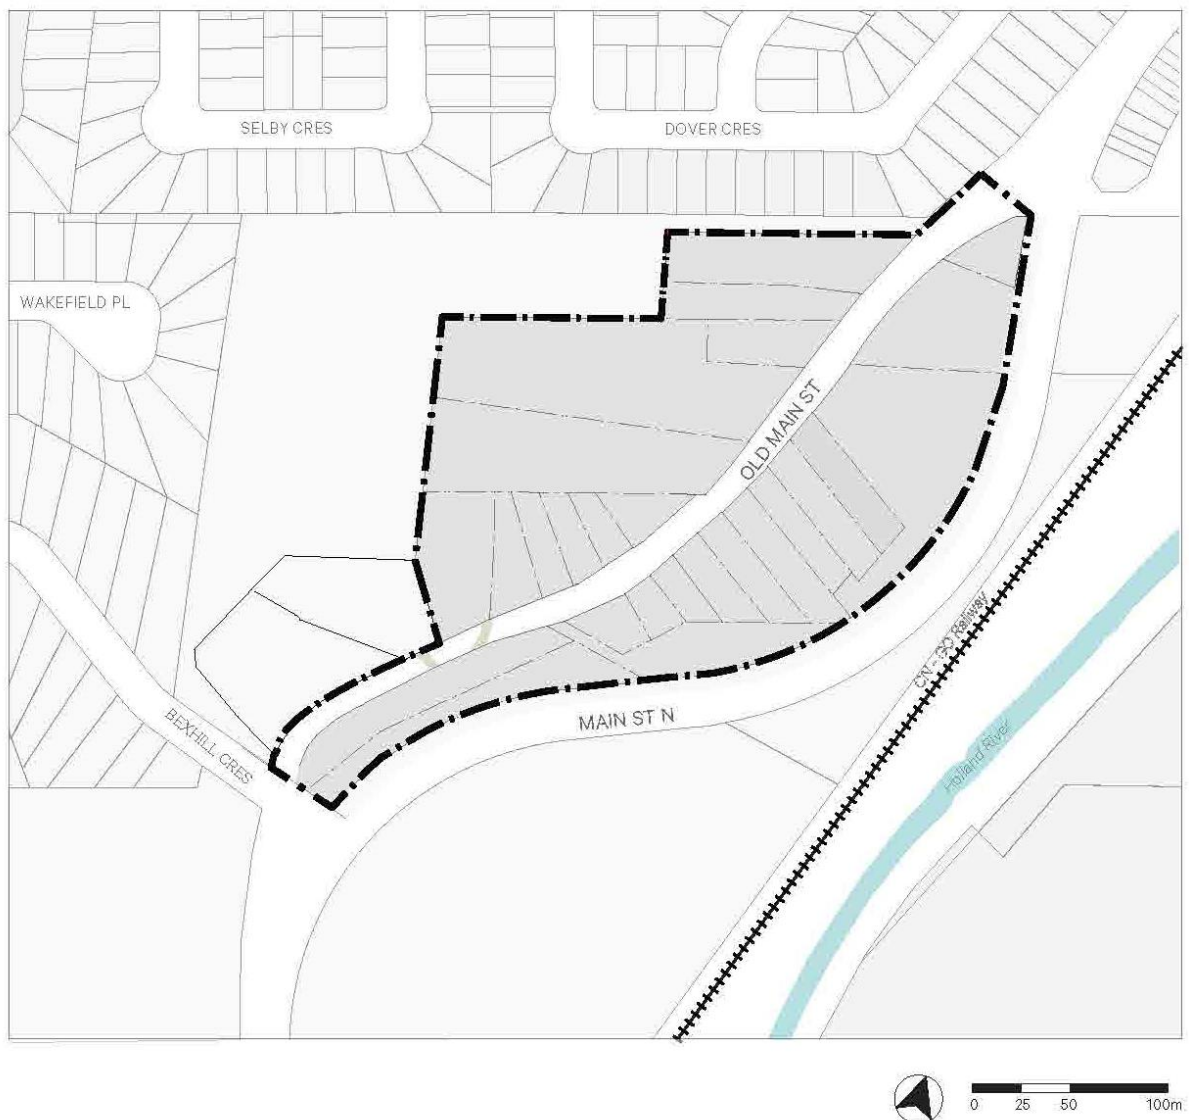 SELBY CRES
DOVER CRES
WAKEFIELD PL
OLD MAIN ST
CN - GO Railway
BEXHILL CRES
MAIN ST N
Holland River
0 25 50 100m